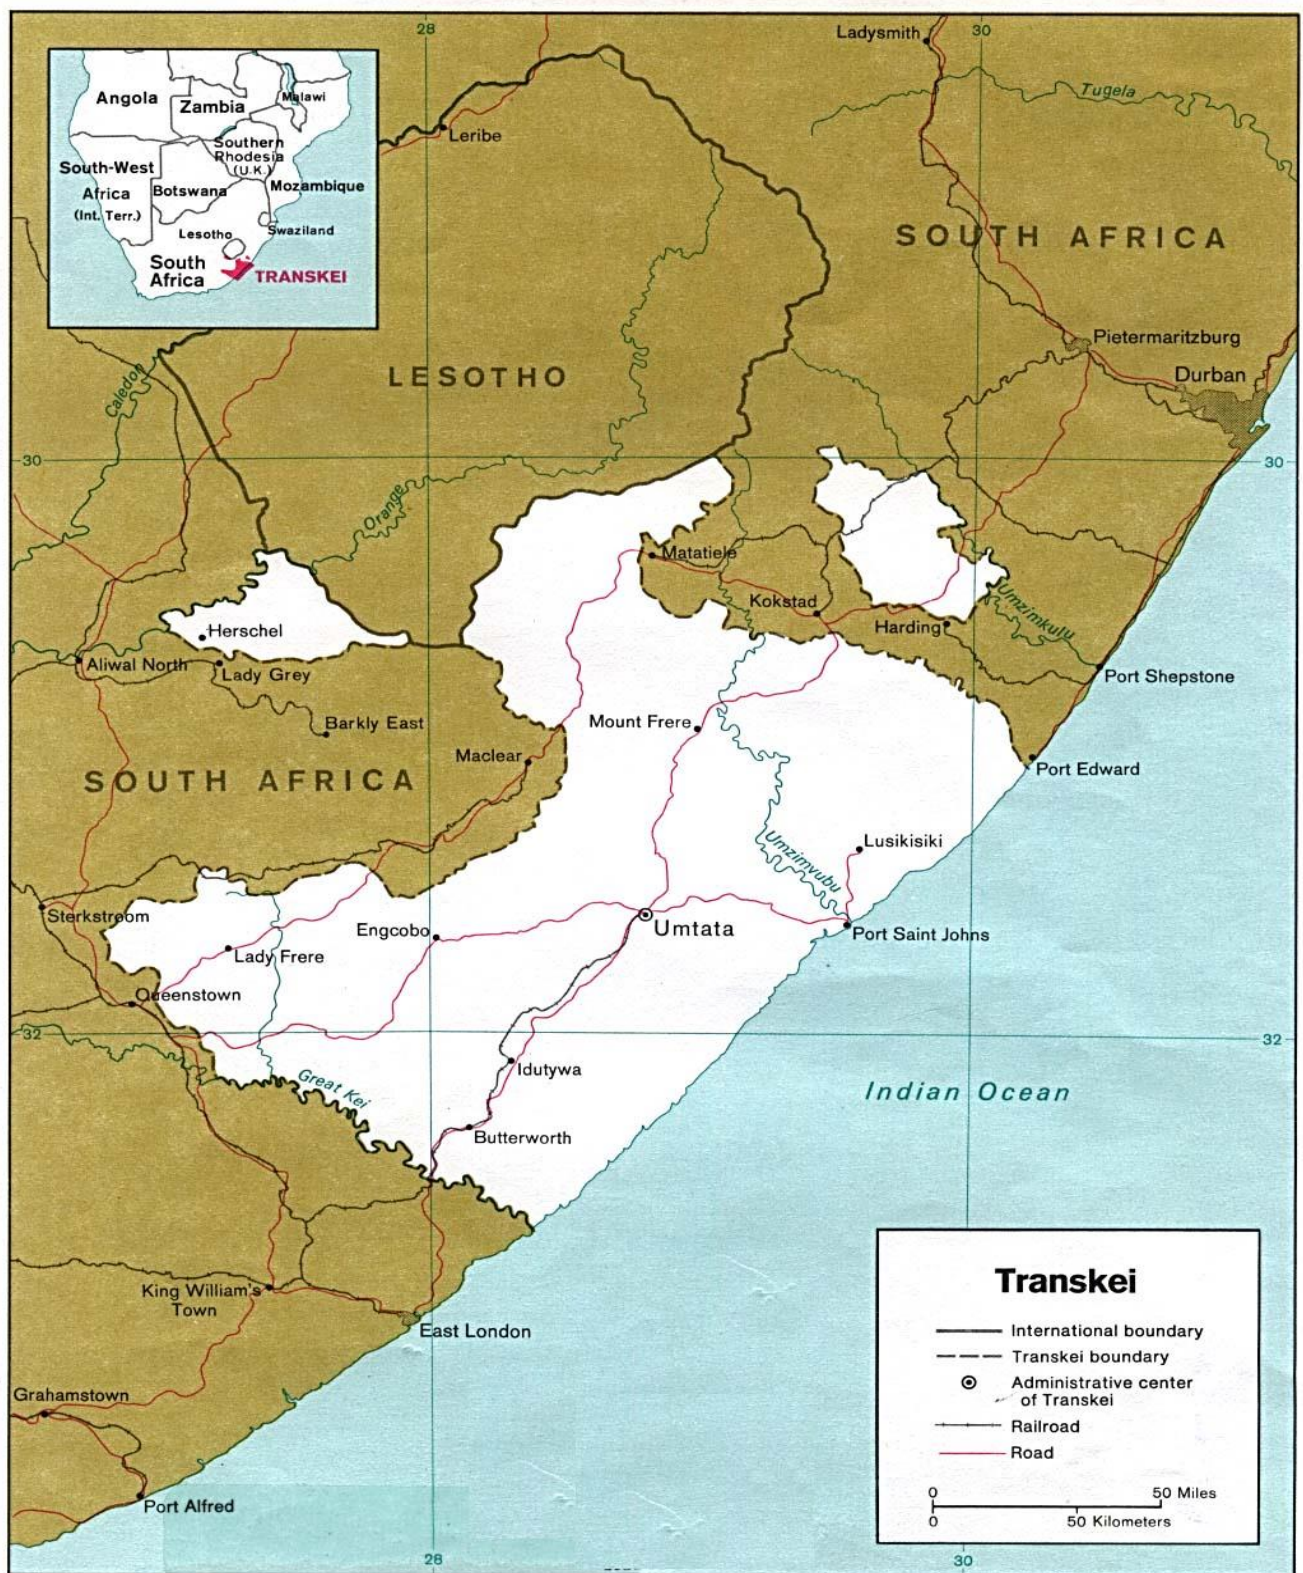 28
30
Ladysmith
Tugela
Angola
Zambia
Malawi
Southern
Rhodesia
(U.K.)
South-West
Africa
(Int. Terr.)
Botswana
Mozambique
Lesotho
Swaziland
South
Africa
TRANSKEI
Leribe
SOUTH AFRICA
Pietermaritzburg
Durban
Caledon
LESOTHO
30
30
Orange
Matatiele
Kokstad
Harding
Umzimkulu
Herschel
Aliwal North
Lady Grey
Port Shepstone
Barkly East
Mount Frere
Maclear
Port Edward
SOUTH AFRICA
Lusikisiki
Umzimvubu
Sterkstroom
Engcobo
Umtata
Port Saint Johns
Lady Frere
Queenstown
32
32
Idutywa
Great Kei
Indian Ocean
Butterworth
King William's
Town
East London
Grahamstown
Port Alfred
Transkei
International boundary
Transkei boundary
Administrative center
of Transkei
Railroad
Road
0 50 Miles
0 50 Kilometers
28
30